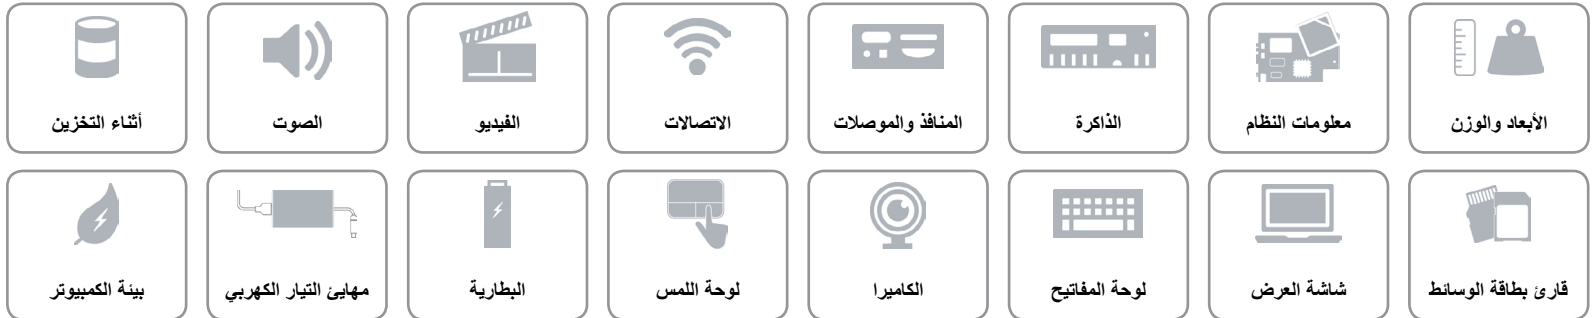 الأبعاد والوزن
معلومات النظام
الذاكرة
المنافذ والموصلات
الاتصالات
الفيديو
الصوت
أثناء التخزين
قارئ بطاقة الوسائط
شاشة العرض
لوحة المفاتيح
الكاميرا
لوحة اللمس
البطارية
مهايئ التيار الكهربي
بيئة الكمبيوتر